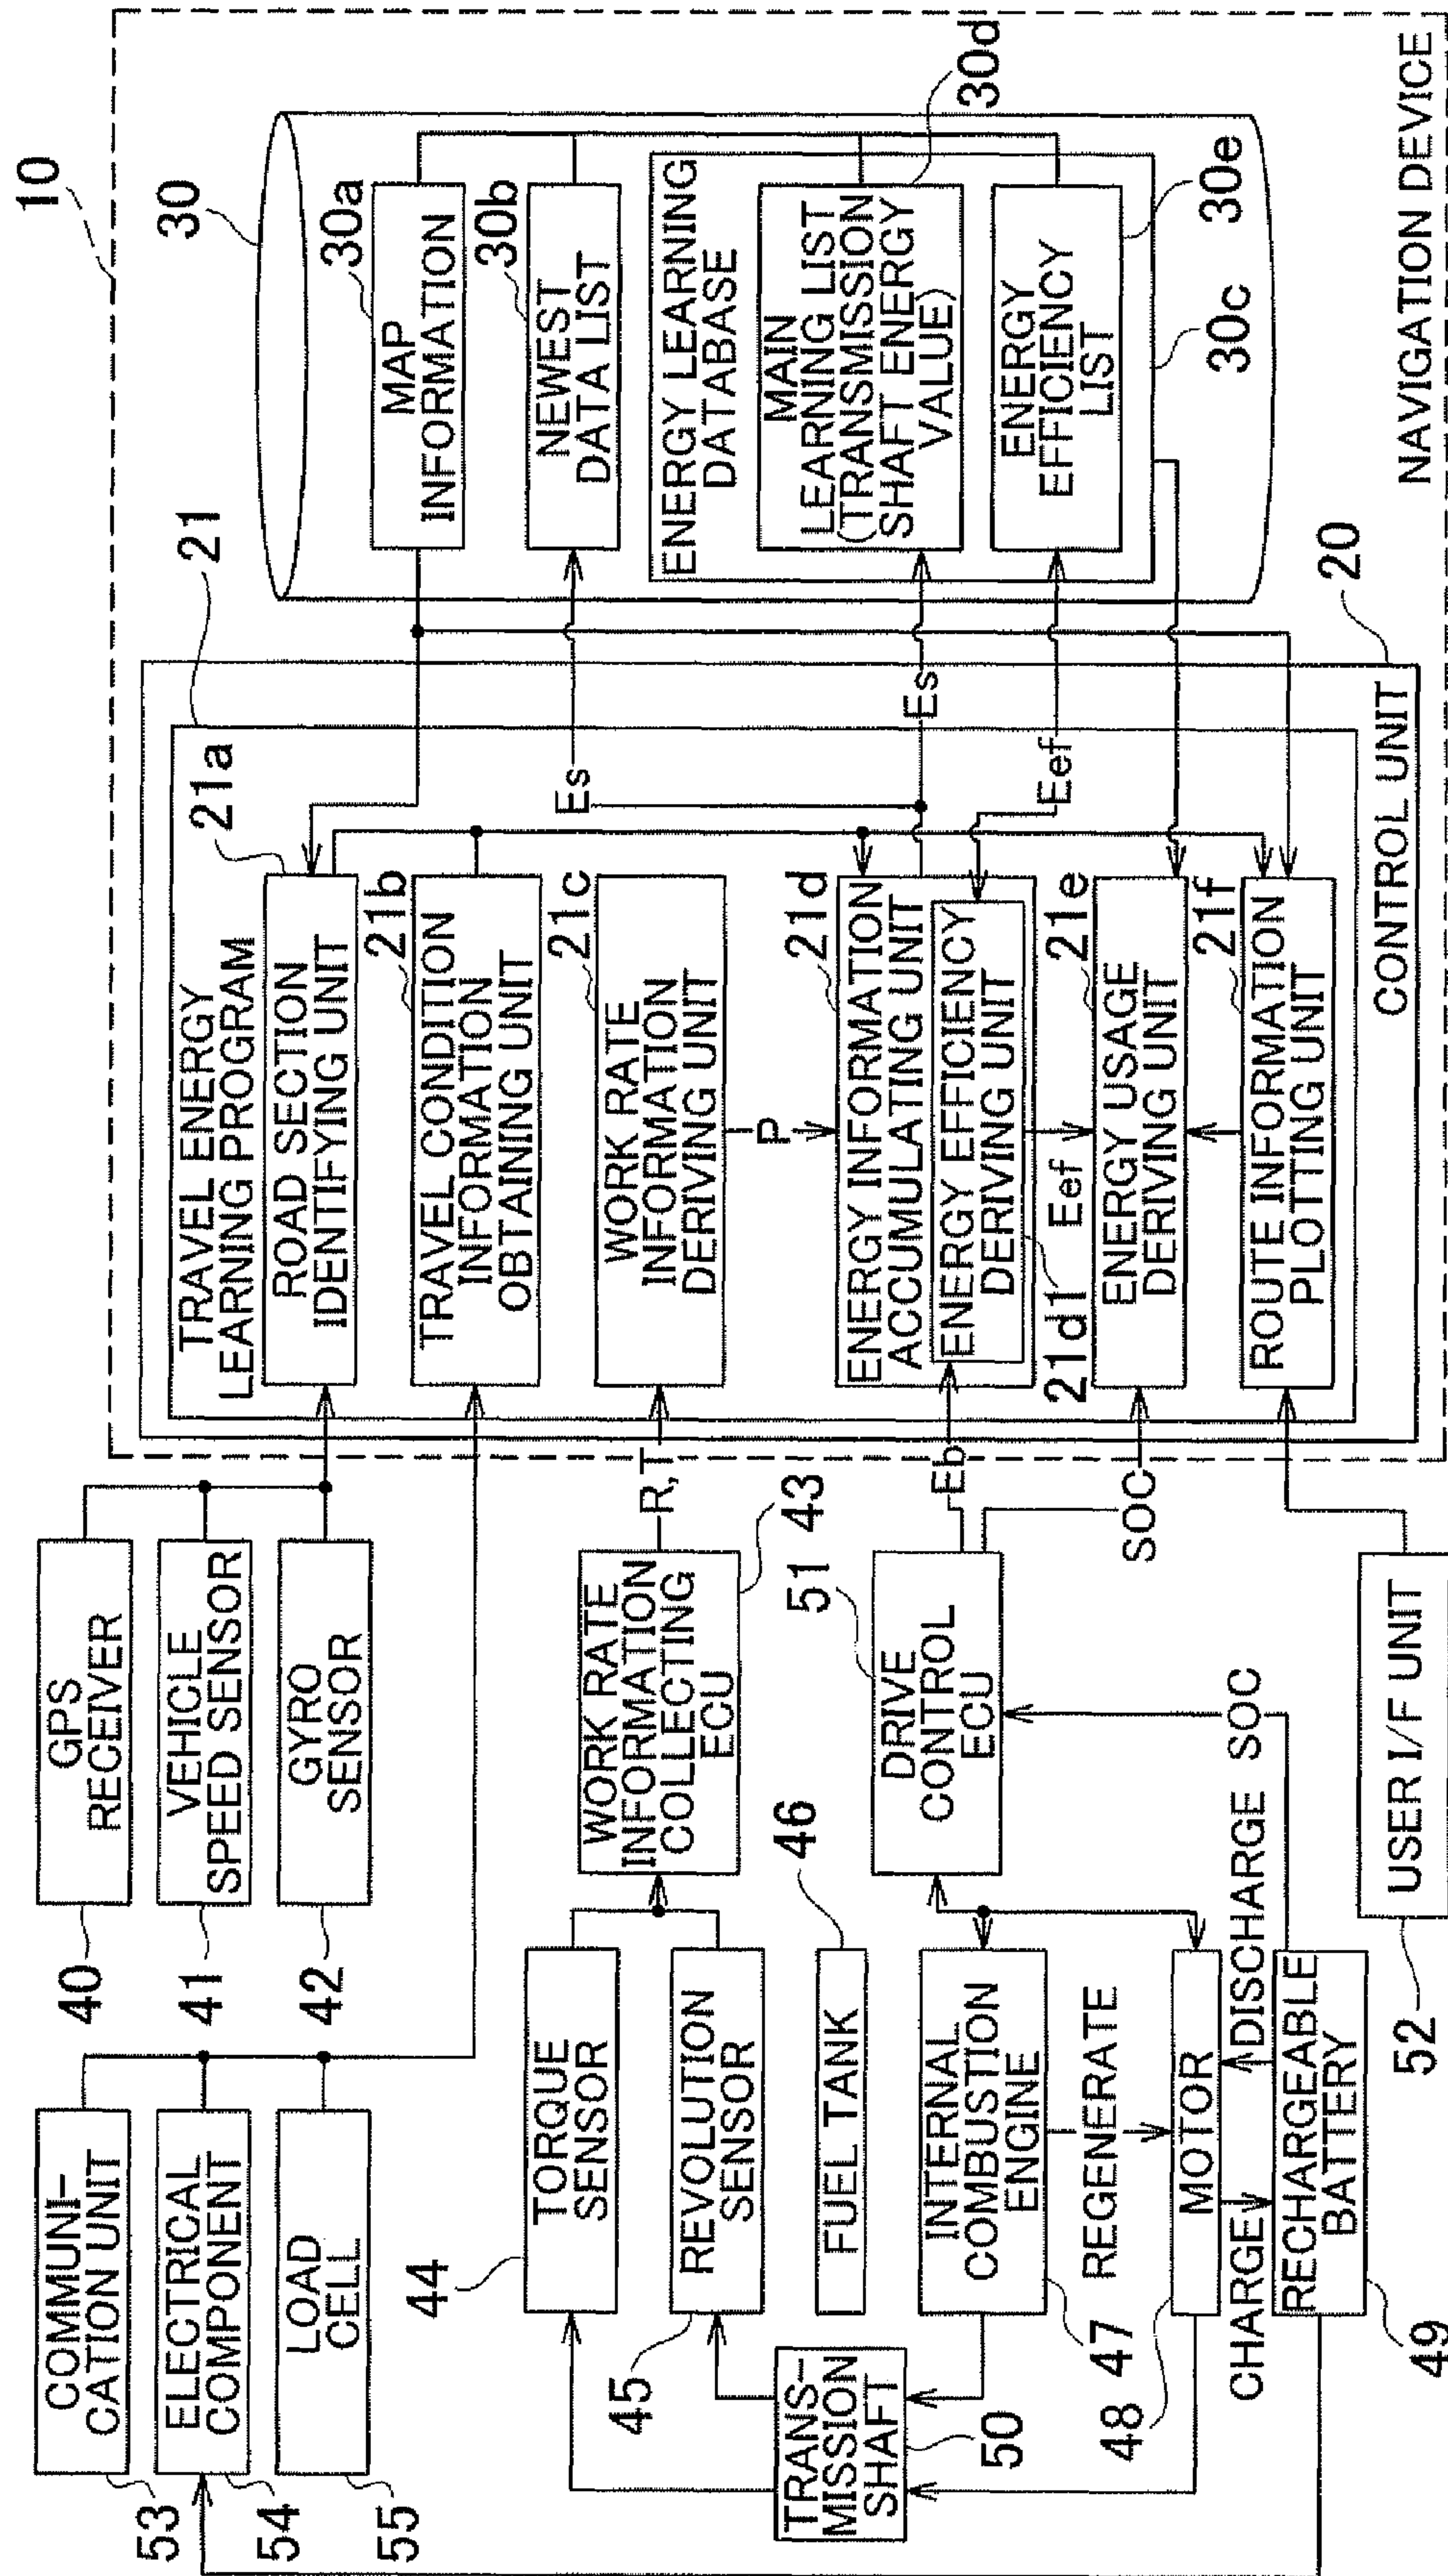 10
NAVIGATION DEVICE
30
30a
MAP
INFORMATION
30b
NEWEST
DATA LIST
ENERGY LEARNING
DATABASE
30c
MAIN
LEARNING LIST
(TRANSMISSION
SHAFT ENERGY
VALUE)
30d
ENERGY
EFFICIENCY
LIST
30e
20
CONTROL UNIT
21
TRAVEL ENERGY
LEARNING PROGRAM
21a
ROAD SECTION
IDENTIFYING UNIT
21b
TRAVEL CONDITION
INFORMATION
OBTAINING UNIT
21c
WORK RATE
INFORMATION
DERIVING UNIT
P
21d
ENERGY INFORMATION
ACCUMULATING UNIT
ENERGY EFFICIENCY
DERIVING UNIT
21d1
Eef
21e
ENERGY USAGE
DERIVING UNIT
21f
ROUTE INFORMATION
PLOTTING UNIT
Es
Es
Eef
R,T
Eb
SOC
GPS
RECEIVER
40
VEHICLE
SPEED SENSOR
41
GYRO
SENSOR
42
WORK RATE
INFORMATION
COLLECTING
ECU
43
DRIVE
CONTROL
ECU
51
SOC
USER I/F UNIT
52
COMMUNI-
CATION UNIT
53
ELECTRICAL
COMPONENT
54
LOAD
CELL
55
TORQUE
SENSOR
44
REVOLUTION
SENSOR
45
FUEL TANK
46
INTERNAL
COMBUSTION
ENGINE
47
REGENERATE
MOTOR
48
CHARGE
DISCHARGE
RECHARGEABLE
BATTERY
49
TRANS-
MISSION
SHAFT
50